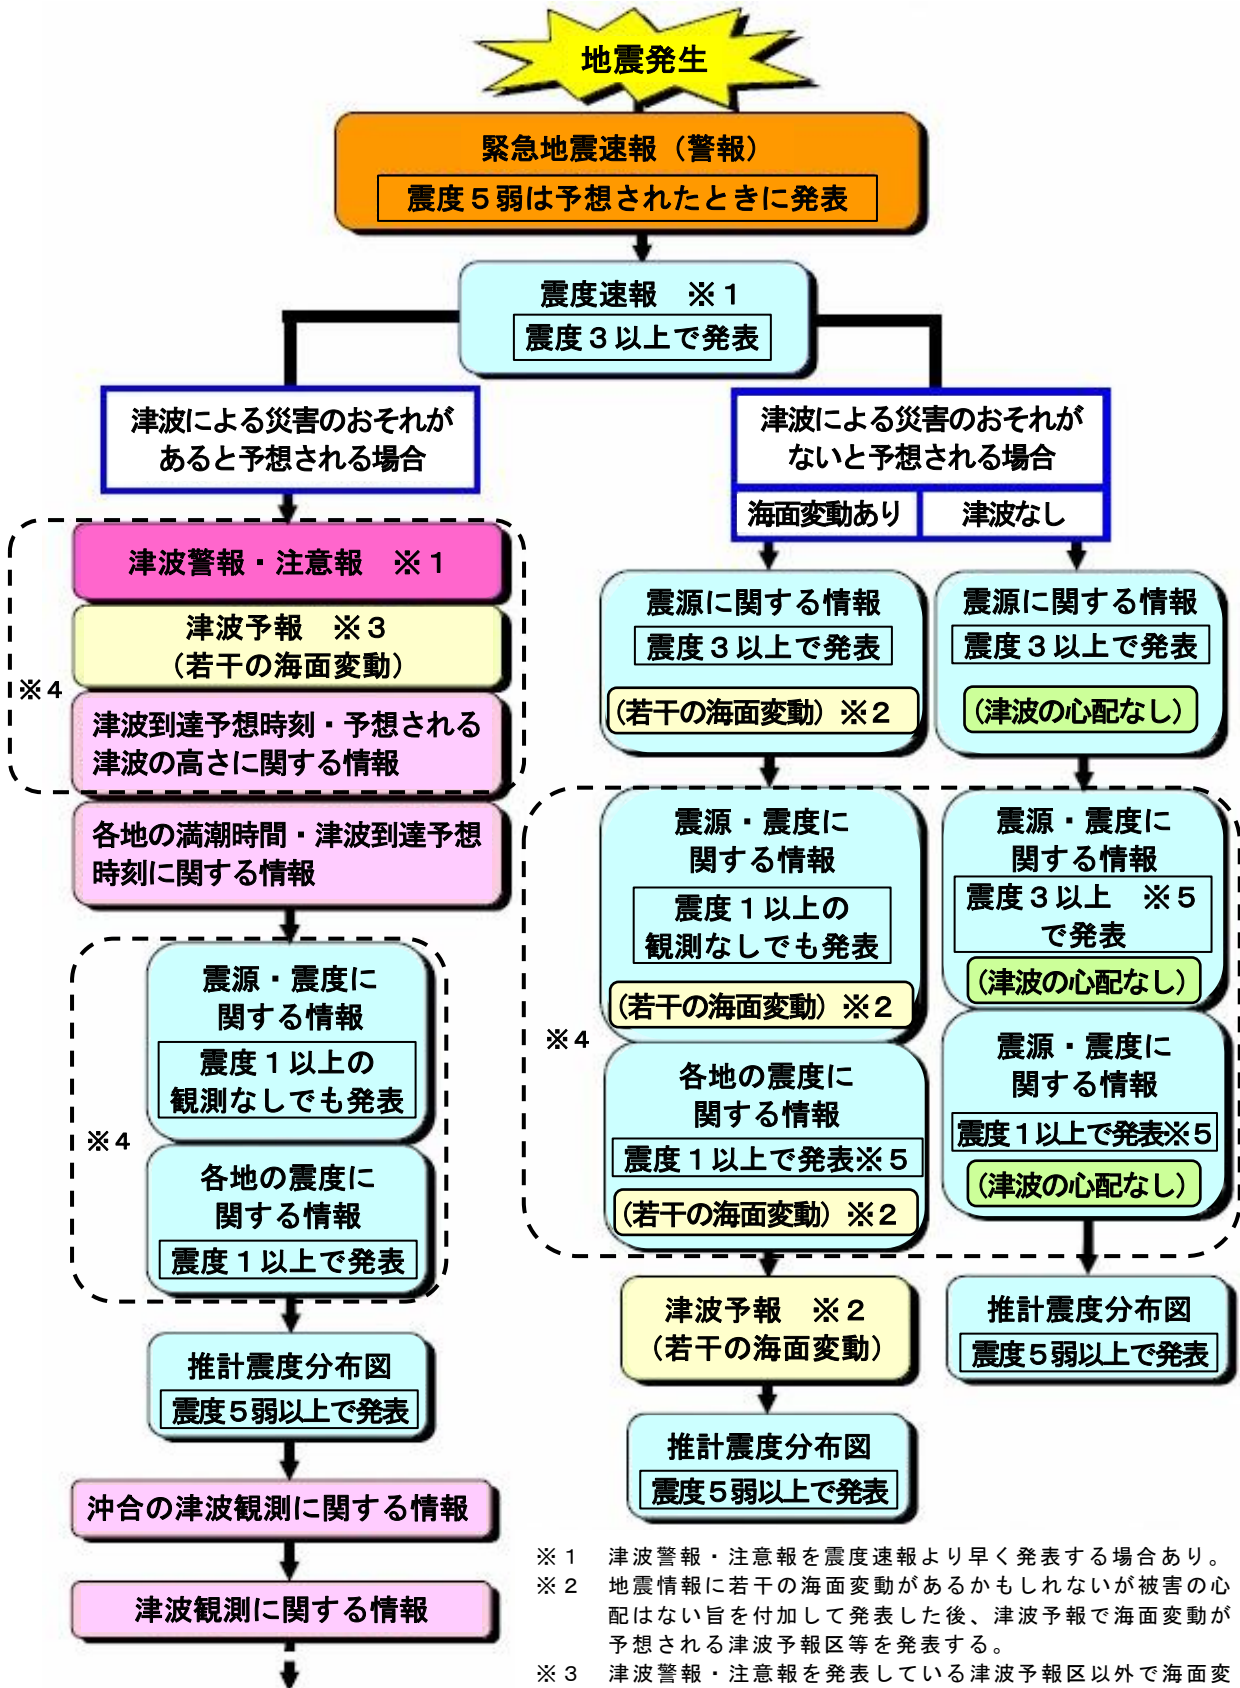 地震発生
緊急地震速報（警報）
震度５弱は予想されたときに発表
震度速報　※１
震度３以上で発表
津波による災害のおそれが
あると予想される場合
津波警報・注意報　※１
津波予報　※３
（若干の海面変動）
※４
津波到達予想時刻・予想される
津波の高さに関する情報
各地の満潮時間・津波到達予想
時刻に関する情報
震源・震度に
関する情報
震度１以上の
観測なしでも発表
※４
各地の震度に
関する情報
震度１以上で発表
推計震度分布図
震度５弱以上で発表
沖合の津波観測に関する情報
津波観測に関する情報
津波による災害のおそれが
ないと予想される場合
海面変動あり
津波なし
震源に関する情報
震度３以上で発表
（若干の海面変動）※２
震源・震度に
関する情報
震度１以上の
観測なしでも発表
（若干の海面変動）※２
※４
各地の震度に
関する情報
震度１以上で発表※５
（若干の海面変動）※２
津波予報　※２
（若干の海面変動）
推計震度分布図
震度５弱以上で発表
震源に関する情報
震度３以上で発表
（津波の心配なし）
震源・震度に
関する情報
震度３以上　※５
で発表
（津波の心配なし）
震源・震度に
関する情報
震度１以上で発表※５
（津波の心配なし）
推計震度分布図
震度５弱以上で発表
※１　津波警報・注意報を震度速報より早く発表する場合あり。
※２　地震情報に若干の海面変動があるかもしれないが被害の心
配はない旨を付加して発表した後、津波予報で海面変動が
予想される津波予報区等を発表する。
※３　津波警報・注意報を発表している津波予報区以外で海面変